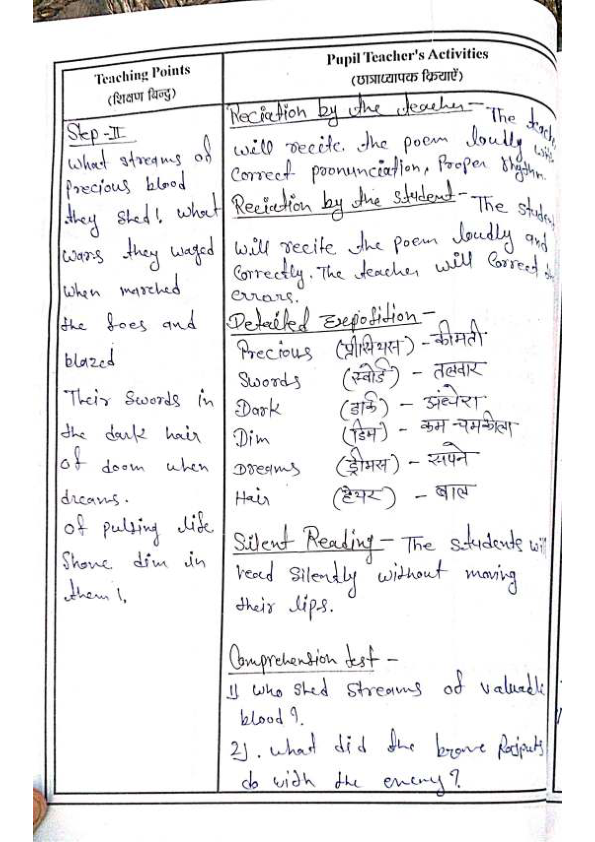 Teaching Points
(शिक्षण बिन्दु)
Step-II
What streams of
precious blood
they shed!, what
wars they waged
when marched
the foes and
blazed
Their Swords in
the dark hair
of doom when
dreams.
of pulsing life
Shone dim in
them!.
Pupil Teacher's Activities
(छात्राध्यापक क्रियाएँ)
Reciation by the teacher - The
will recite the poem loudly with
Correct pronunciation, Proper rhythm.
Reciation by the student - The student
will recite the poem loudly and
Correctly. The teacher will Correct
errors.
Detailed Exposition -
Precious (प्रीसियस) - कीमती
Swords (स्वोर्ड) - तलवार
Dark (डार्क) - अंधेरा
Dim (डिम) - कम चमकीला
Dreams (ड्रीमस) - सपने
Hair (हेयर) - बाल
Silent Reading - The students will
read silently without moving
their lips.
Comprehension test -
1) Who shed streams of valuable
blood?.
2). What did the brave Rajputs
do with the enemy?